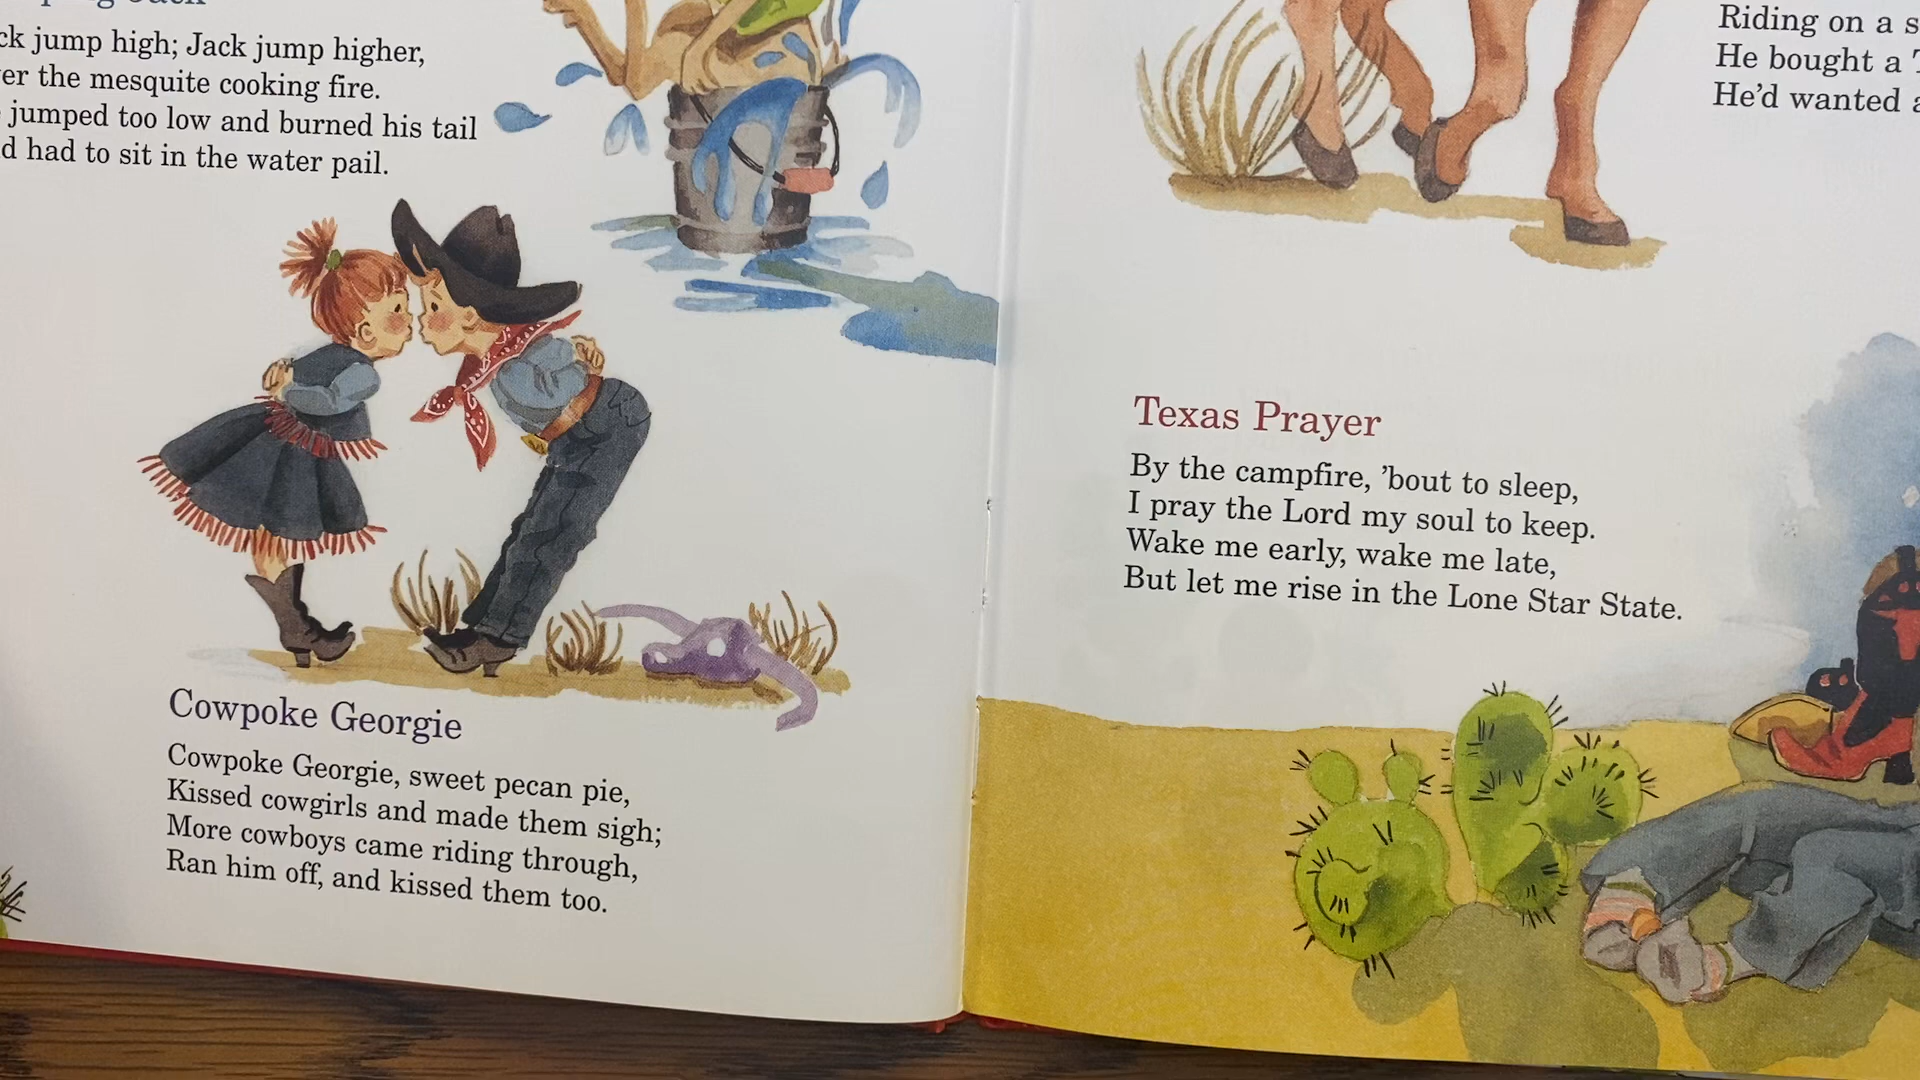 jump high; Jack jump higher,
the mesquite cooking fire.
jumped too low and burned his tail
had to sit in the water pail.
Cowpoke Georgie
Cowpoke Georgie, sweet pecan pie,
Kissed cowgirls and made them sigh;
More cowboys came riding through,
Ran him off, and kissed them too.
Riding on a
He bought a
He'd wanted
Texas Prayer
By the campfire, ’bout to sleep,
I pray the Lord my soul to keep.
Wake me early, wake me late,
But let me rise in the Lone Star State.